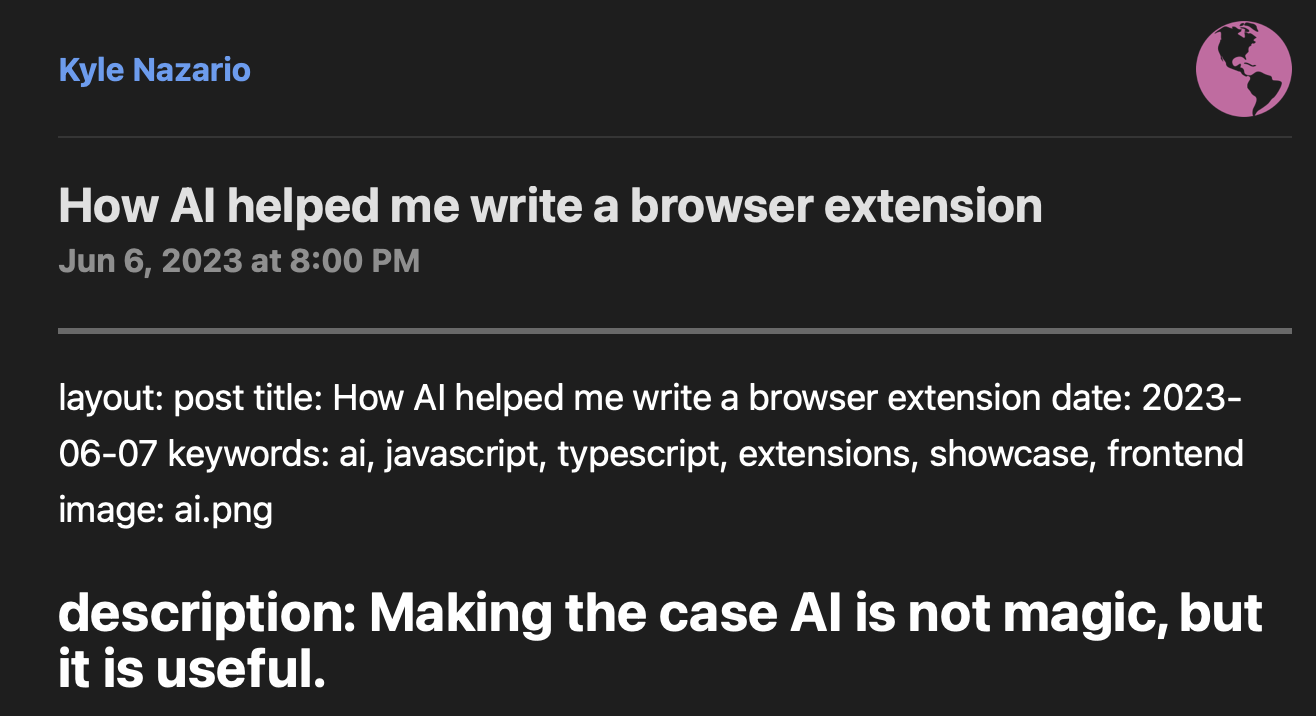 Kyle Nazario
How AI helped me write a browser extension
Jun 6, 2023 at 8:00 PM
layout: post title: How AI helped me write a browser extension date: 2023-
06-07 keywords: ai, javascript, typescript, extensions, showcase, frontend
image: ai.png
description: Making the case AI is not magic, but
it is useful.